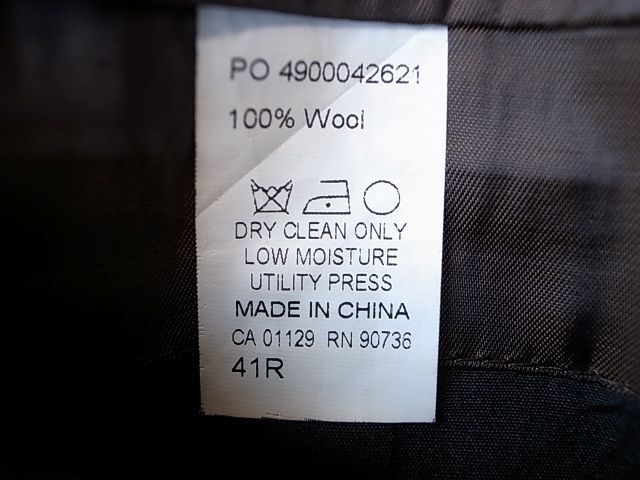 PO 4900042621
100% Wool
DRY CLEAN ONLY
LOW MOISTURE
UTILITY PRESS
MADE IN CHINA
CA 01129 RN 90736
41R